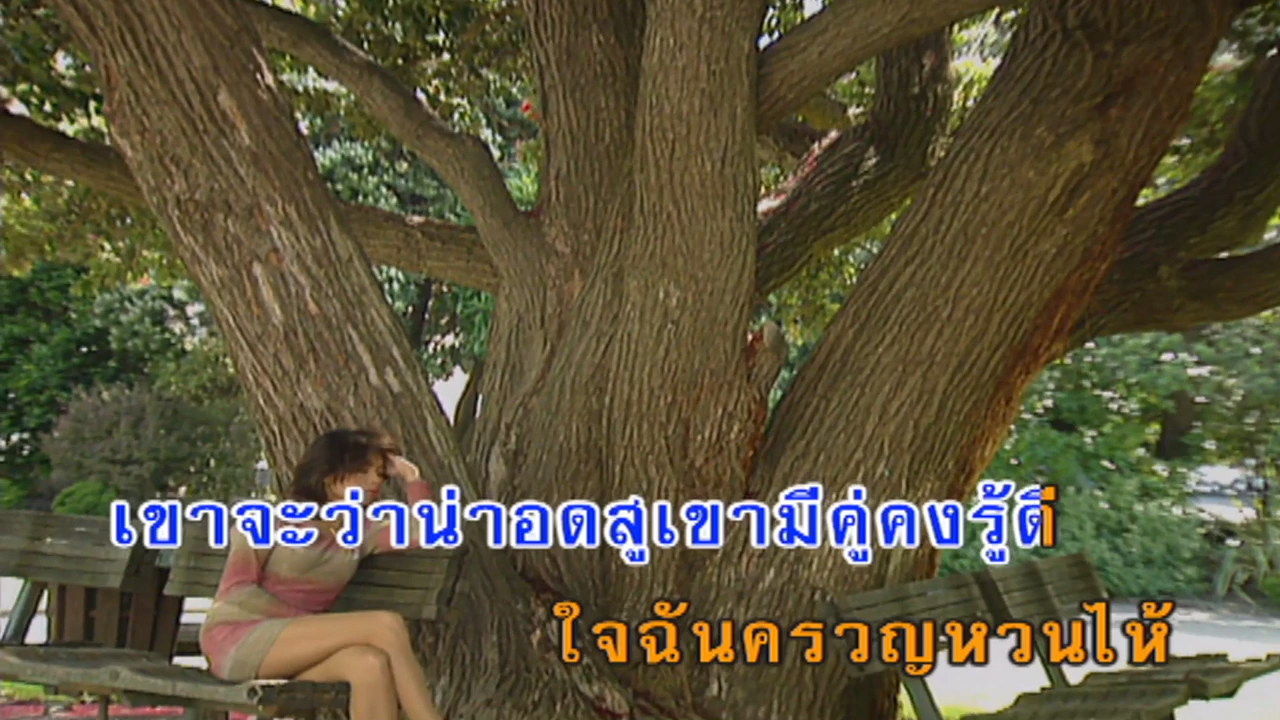 เขาจะว่าน่าอดสูเขามีคู่คงรู้ดี
ใจฉันครวญหวนไห้